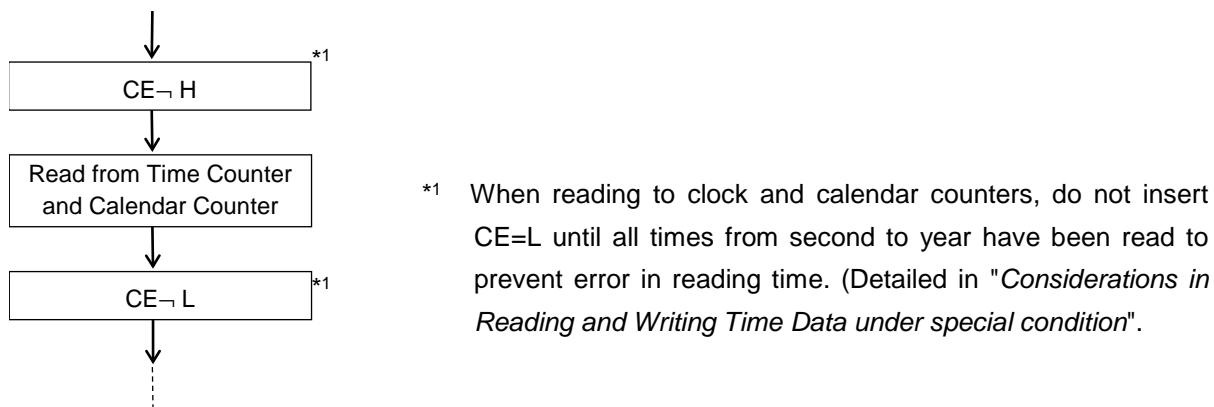 *1
CE¬ H
Read from Time Counter
and Calendar Counter
*1
CE¬ L
*1 When reading to clock and calendar counters, do not insert
CE=L until all times from second to year have been read to
prevent error in reading time. (Detailed in "Considerations in
Reading and Writing Time Data under special condition".